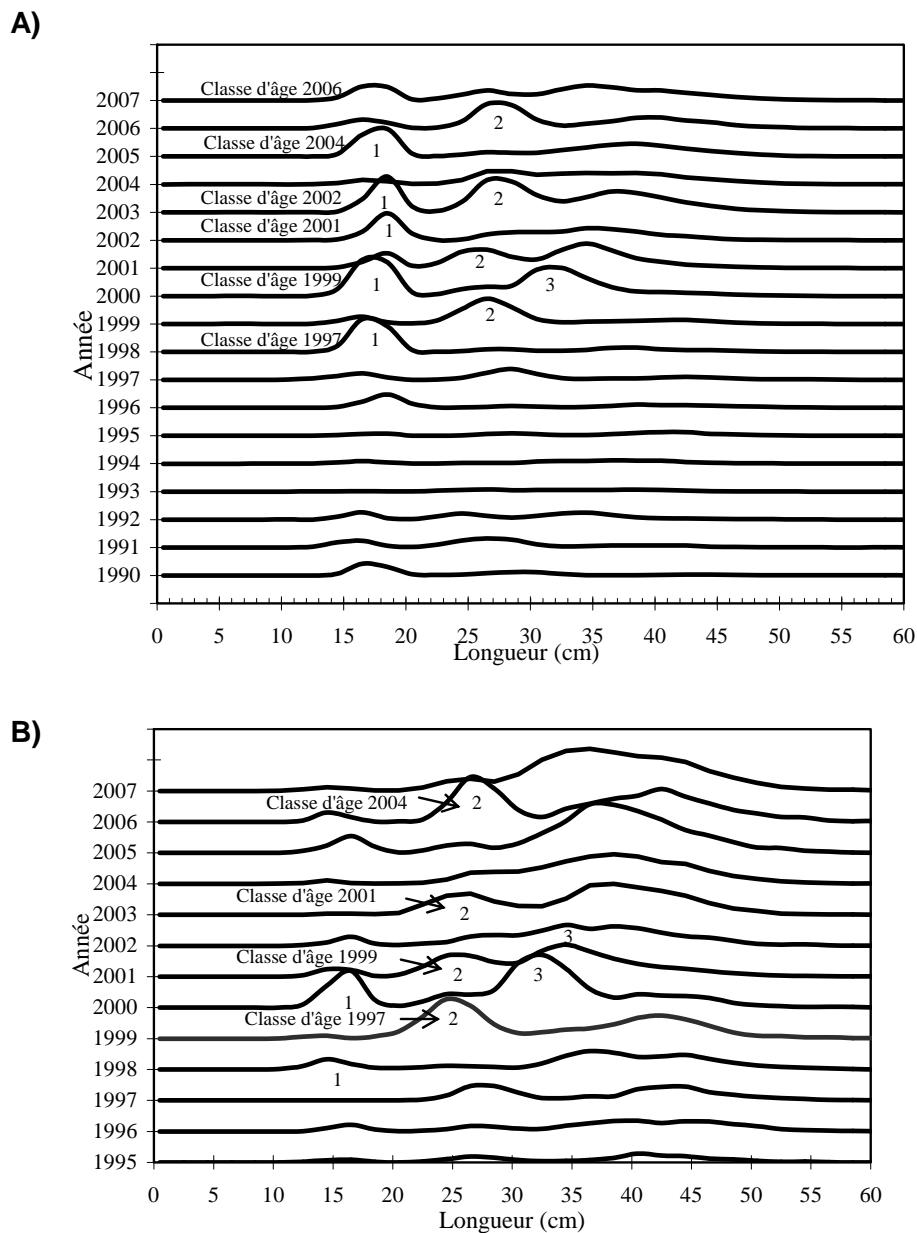 A)
Année
2007
2006
2005
2004
2003
2002
2001
2000
1999
1998
1997
1996
1995
1994
1993
1992
1991
1990
Classe d'âge 2006
2
Classe d'âge 2004
1
Classe d'âge 2002
1
2
Classe d'âge 2001
1
2
Classe d'âge 1999
1
3
2
Classe d'âge 1997
1
0 5 10 15 20 25 30 35 40 45 50 55 60
Longueur (cm)
B)
Année
2007
2006
2005
2004
2003
2002
2001
2000
1999
1998
1997
1996
1995
Classe d'âge 2004
2
Classe d'âge 2001
2
3
Classe d'âge 1999
2
3
1
Classe d'âge 1997
2
1
0 5 10 15 20 25 30 35 40 45 50 55 60
Longueur (cm)